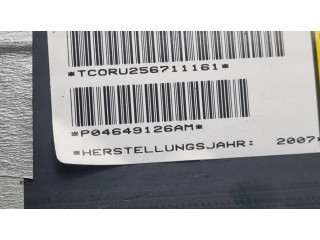 *TCORU256711161*
*P04649126AM*
*HERSTELLUNGSJAHR: 2007*